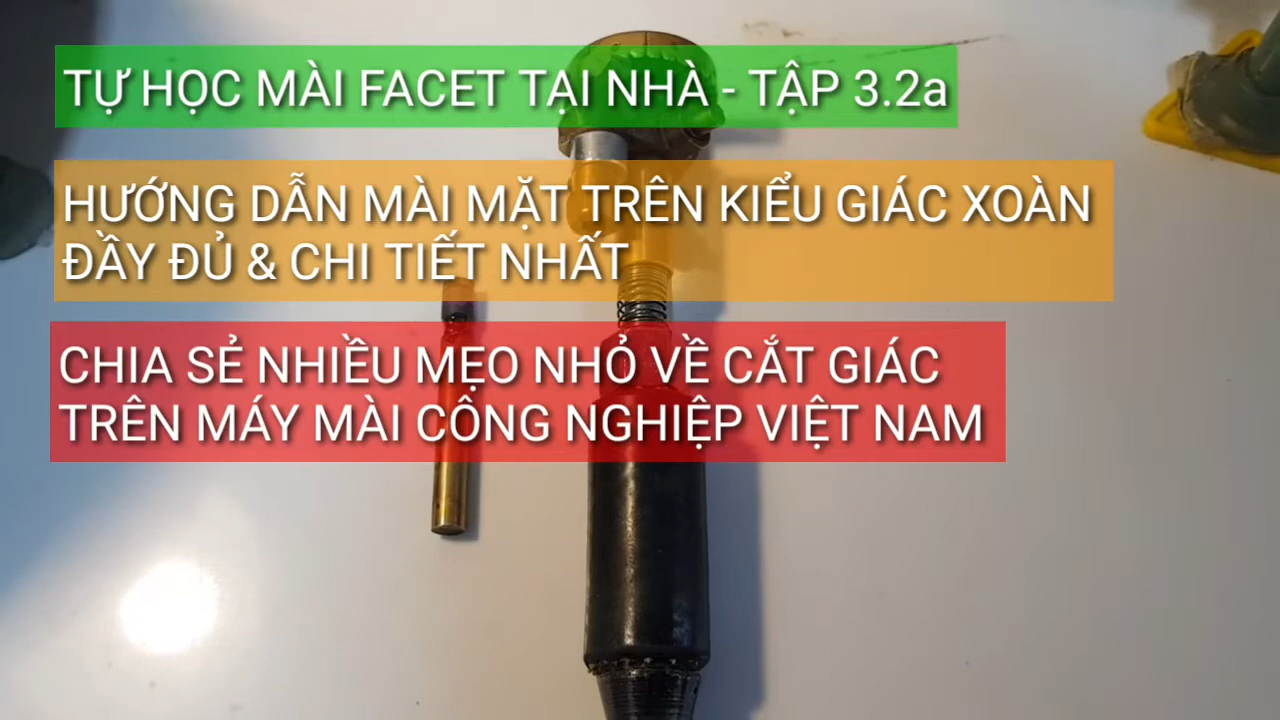 TỰ HỌC MÀI FACET TẠI NHÀ - TẬP 3.2a
HƯỚNG DẪN MÀI MẶT TRÊN KIỂU GIÁC XOÀN
ĐẦY ĐỦ & CHI TIẾT NHẤT
CHIA SẺ NHIỀU MẸO NHỎ VỀ CẮT GIÁC
TRÊN MÁY MÀI CÔNG NGHIỆP VIỆT NAM